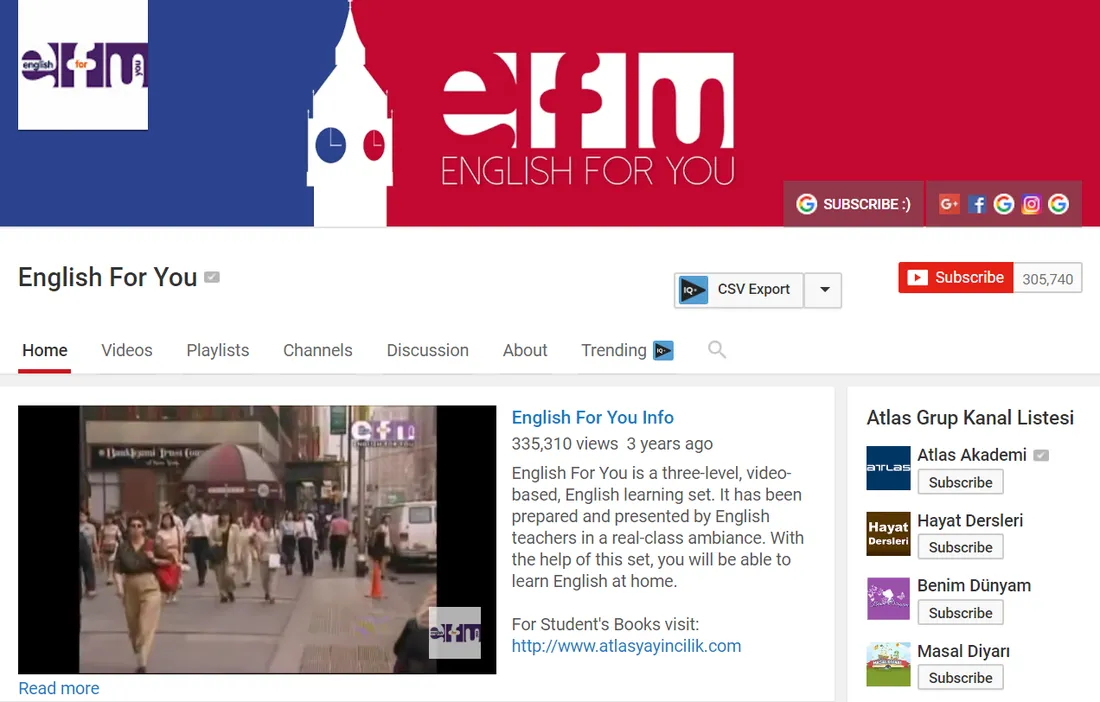 english for you
efu
ENGLISH FOR YOU
SUBSCRIBE :)
English For You
CSV Export
Subscribe 305,740
Home Videos Playlists Channels Discussion About Trending
English For You Info
335,310 views 3 years ago
English For You is a three-level, video-
based, English learning set. It has been
prepared and presented by English
teachers in a real-class ambiance. With
the help of this set, you will be able to
learn English at home.
For Student's Books visit:
http://www.atlasyayincilik.com
Read more
Atlas Grup Kanal Listesi
ATLAS
Atlas Akademi
Subscribe
Hayat
Dersleri
Hayat Dersleri
Subscribe
Benim Dünyam
Subscribe
Masal Diyarı
Subscribe